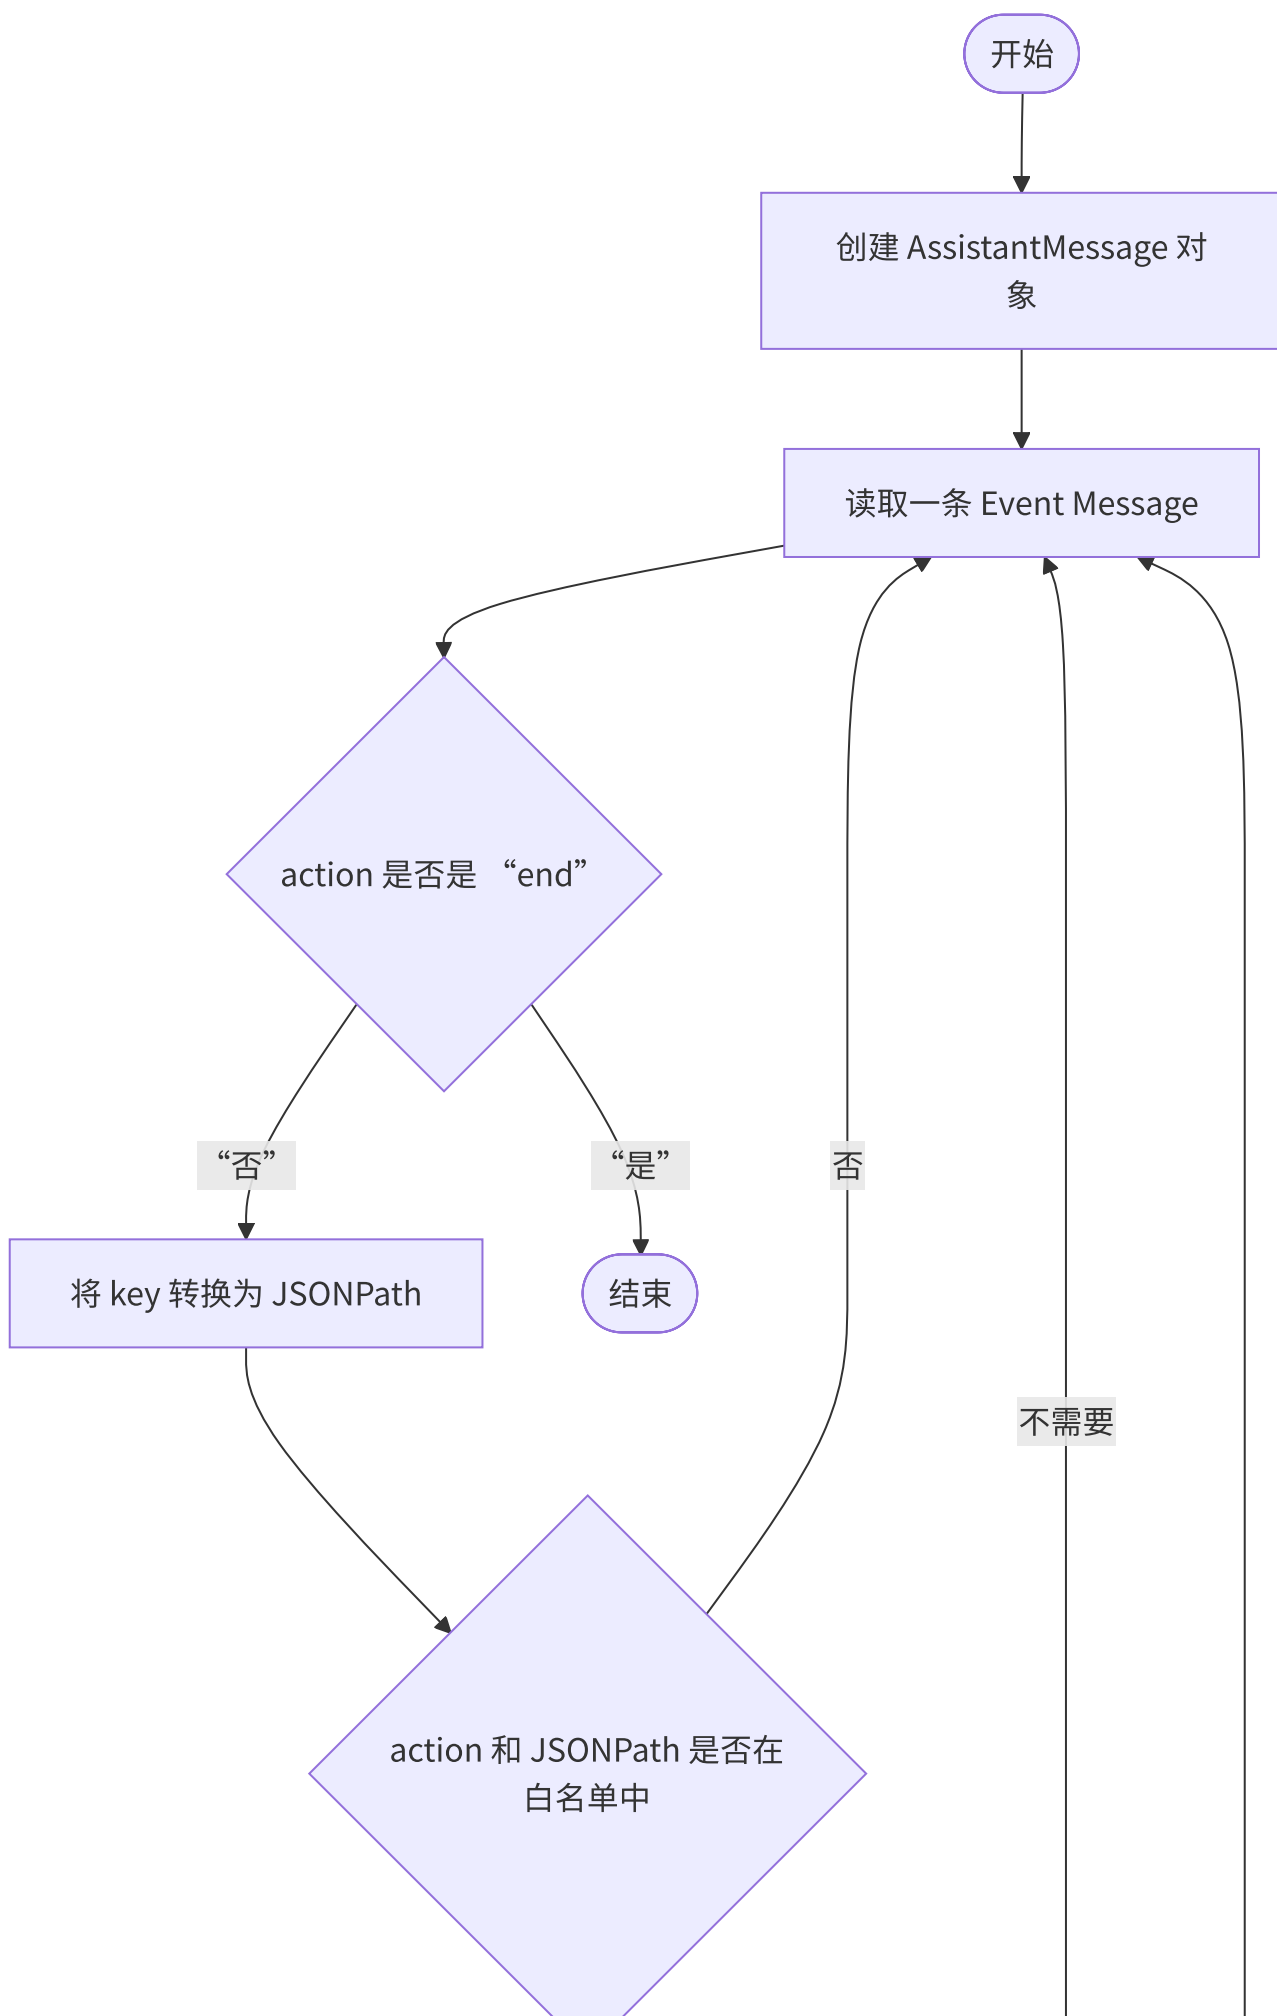 开始
创建 AssistantMessage 对
象
读取一条 Event Message
action 是否是 “end”
“否”
“是”
否
将 key 转换为 JSONPath
结束
不需要
action 和 JSONPath 是否在
白名单中